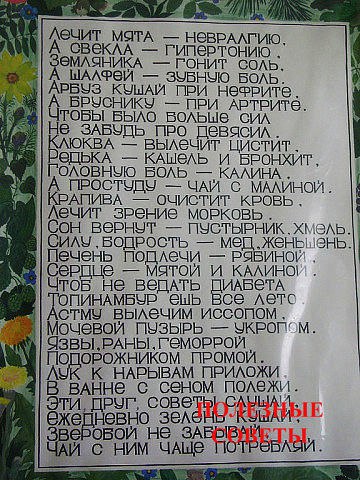 Лечит мята — невралгию,
А свекла — гипертонию.
Земляника — гонит соль,
А шалфей — зубную боль.
Арбуз кушай при нефрите,
А бруснику — при артрите.
Чтобы было больше сил
Не забудь про девясил.
Клюква — вылечит цистит,
Редька — кашель и бронхит,
Головную боль — калина,
А простуду — чай с малиной.
Крапива — очистит кровь,
Лечит зрение морковь.
Сон вернут — пустырник, хмель.
Силу, бодрость — мед, женьшень.
Печень подлечи — рябиной,
Сердце — мятой и калиной.
Чтоб не ведать диабета
Топинамбур ешь все лето.
Астму вылечим иссопом,
Мочевой пузырь — укропом.
Язвы, раны, геморрой
Подорожником промой.
Лук к нарывам приложи,
В ванне с сеном полежи.
Эти, друг, советы слушай,
Ежедневно зелень кушай,
Зверобой не забывай,
Чай с ним чаще потребляй.
ПОЛЕЗНЫЕ
СОВЕТЫ